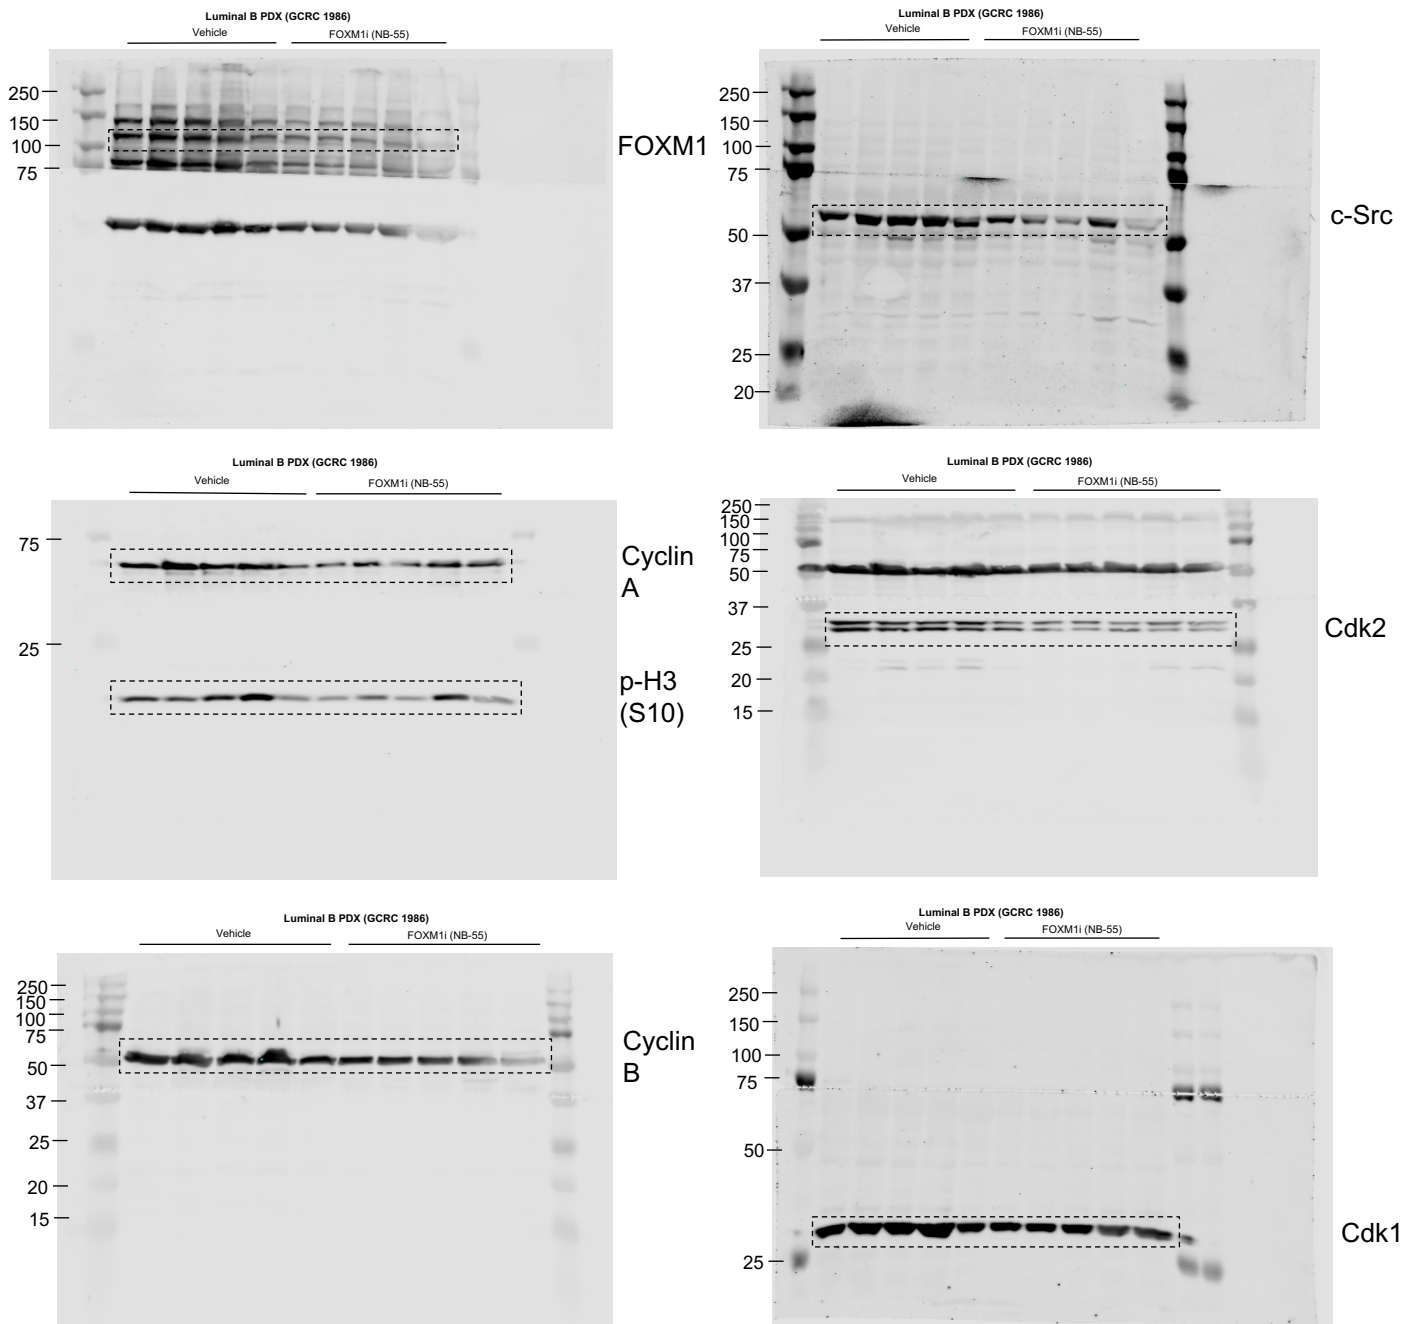 Luminal B PDX (GCRC 1986)
Vehicle
FOXM1i (NB-55)
250
150
100
75
FOXM1
Luminal B PDX (GCRC 1986)
Vehicle
FOXM1i (NB-55)
250
150
100
75
50
37
25
20
c-Src
Luminal B PDX (GCRC 1986)
Vehicle
FOXM1i (NB-55)
75
25
Cyclin
A
p-H3
(S10)
Luminal B PDX (GCRC 1986)
Vehicle
FOXM1i (NB-55)
250
150
100
75
50
37
25
20
15
Cdk2
Luminal B PDX (GCRC 1986)
Vehicle
FOXM1i (NB-55)
250
150
100
75
50
37
25
20
15
Cyclin
B
Luminal B PDX (GCRC 1986)
Vehicle
FOXM1i (NB-55)
250
150
100
75
50
25
Cdk1